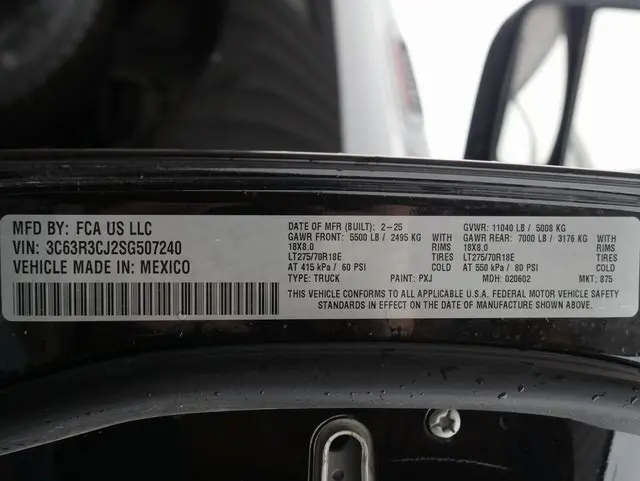 MFD BY: FCA US LLC
VIN: 3C63R3CJ2SG507240
VEHICLE MADE IN: MEXICO
DATE OF MFR (BUILT): 2-25
GAWR FRONT: 5500 LB / 2495 KG WITH
18X8.0 RIMS
LT275/70R18E TIRES
AT 415 kPa / 60 PSI COLD
TYPE: TRUCK PAINT: PXJ
GVWR: 11040 LB / 5008 KG
GAWR REAR: 7000 LB / 3176 KG WITH
18X8.0 RIMS
LT275/70R18E TIRES
AT 550 kPa / 80 PSI COLD
MDH: 020602 MKT: 875
THIS VEHICLE CONFORMS TO ALL APPLICABLE U.S.A. FEDERAL MOTOR VEHICLE SAFETY
STANDARDS IN EFFECT ON THE DATE OF MANUFACTURE SHOWN ABOVE.